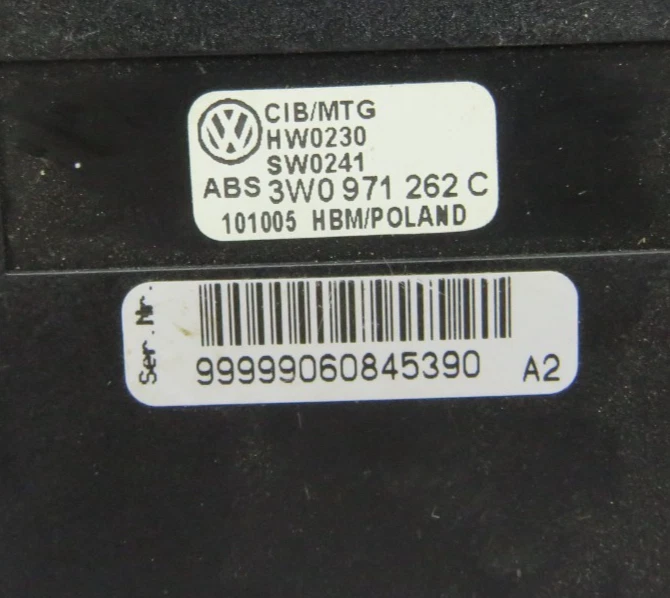 CIB/MTG
HW0230
SW0241
ABS 3W0 971 262 C
101005 HBM/POLAND
Ser.Nr.
99999060845390 A2